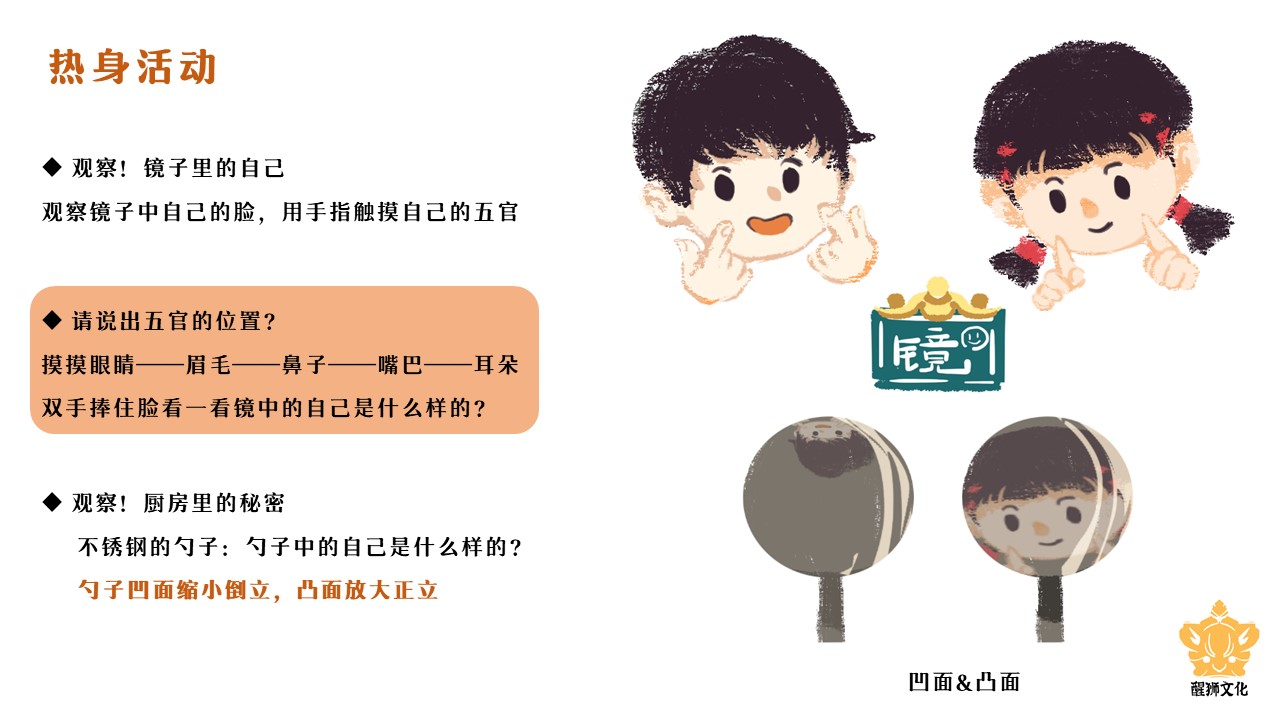 热身活动
◆ 观察！镜子里的自己
观察镜子中自己的脸，用手指触摸自己的五官
◆ 请说出五官的位置？
摸摸眼睛——眉毛——鼻子——嘴巴——耳朵
双手捧住脸看一看镜中的自己是什么样的？
◆ 观察！厨房里的秘密
不锈钢的勺子：勺子中的自己是什么样的？
勺子凹面缩小倒立，凸面放大正立
镜
凹面&凸面
醒狮文化